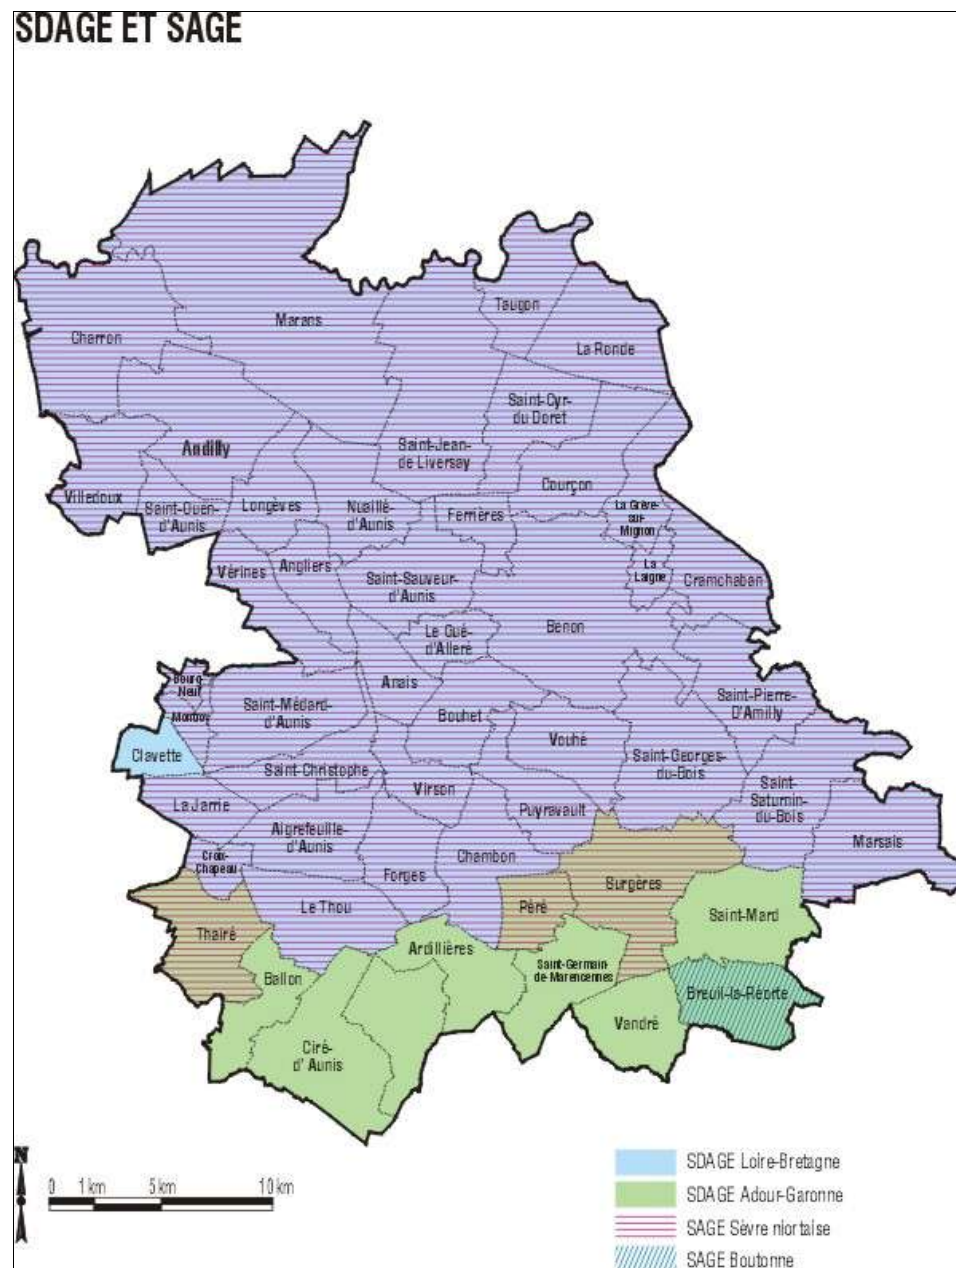 SDAGE ET SAGE
Taugon
Marans
Charron
La Ronde
Saint-Cyr-
du Doret
Andilly
Saint-Jean-
de Liversay
Courçon
Villedoux
Saint-Ouen-
d'Aunis
Longèves
Nuaillé-
d'Aunis
Ferrières
La Grève-
sur-
Mignon
Vérines
Angliers
Saint-Sauveur-
d'Aunis
La
Laigne
Cramchaban
Le Gué-
d'Alleré
Benon
Bourg-
Neuf
Anais
Saint-Pierre-
D'Amilly
Montroy
Saint-Médard-
d'Aunis
Bouhet
Vouhé
Clavette
Saint-Christophe
Saint-Georges-
du-Bois
Virson
Saint-
Saturnin-
du-Bois
La Jarrie
Puyravault
Aigrefeuille-
d'Aunis
Marsais
Croix-
Chapeau
Chambon
Forges
Surgères
Le Thou
Péré
Saint-Mard
Thairé
Ardillières
Saint-Germain-
de-Marencennes
Ballon
Breuil-la-Réorte
Vandré
Ciré-
d' Aunis
N
0 1 km 5 km 10 km
SDAGE Loire-Bretagne
SDAGE Adour-Garonne
SAGE Sèvre niortaise
SAGE Boutonne